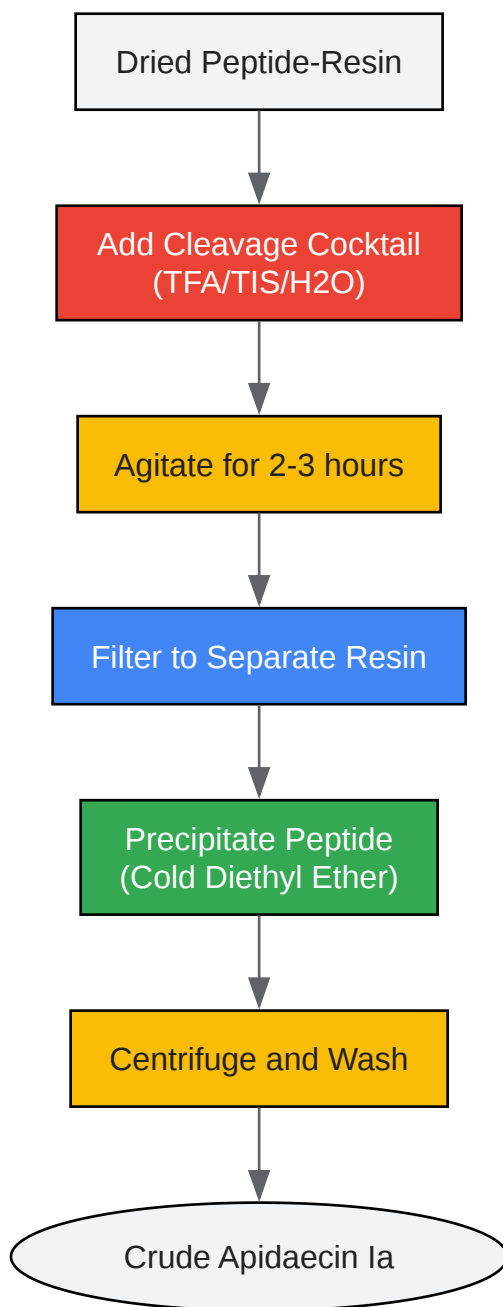 Dried Peptide-Resin
Add Cleavage Cocktail
(TFA/TIS/H2O)
Agitate for 2-3 hours
Filter to Separate Resin
Precipitate Peptide
(Cold Diethyl Ether)
Centrifuge and Wash
Crude Apidaecin Ia